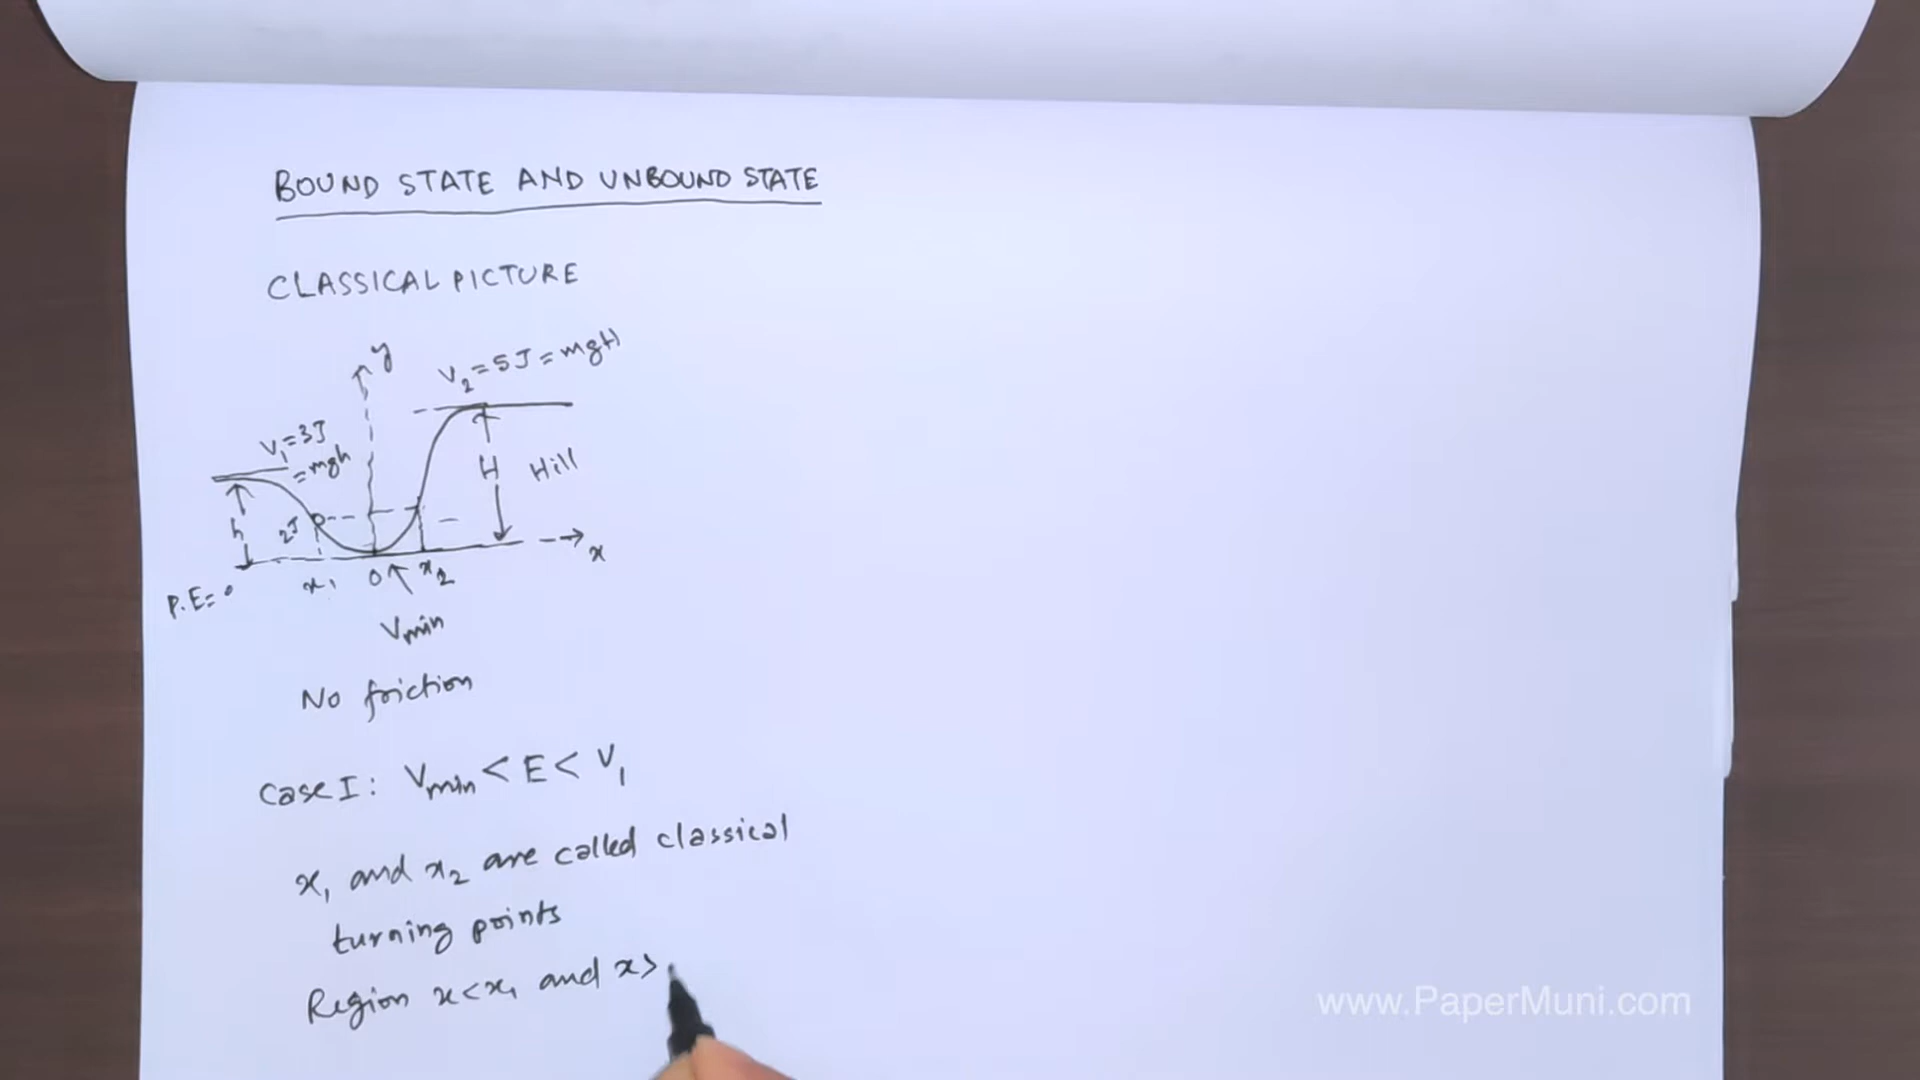 BOUND STATE AND UNBOUND STATE
CLASSICAL PICTURE
y
V₂ = 5J = mgH
V₁ = 3J
= mgh
H Hill
h 2J
x
P.E = 0
x₁ 0 x₂
Vmin
No friction
Case I: Vmin < E < V₁
x₁ and x₂ are called classical
turning points
Region x < x₁ and x >
www.PaperMuni.com